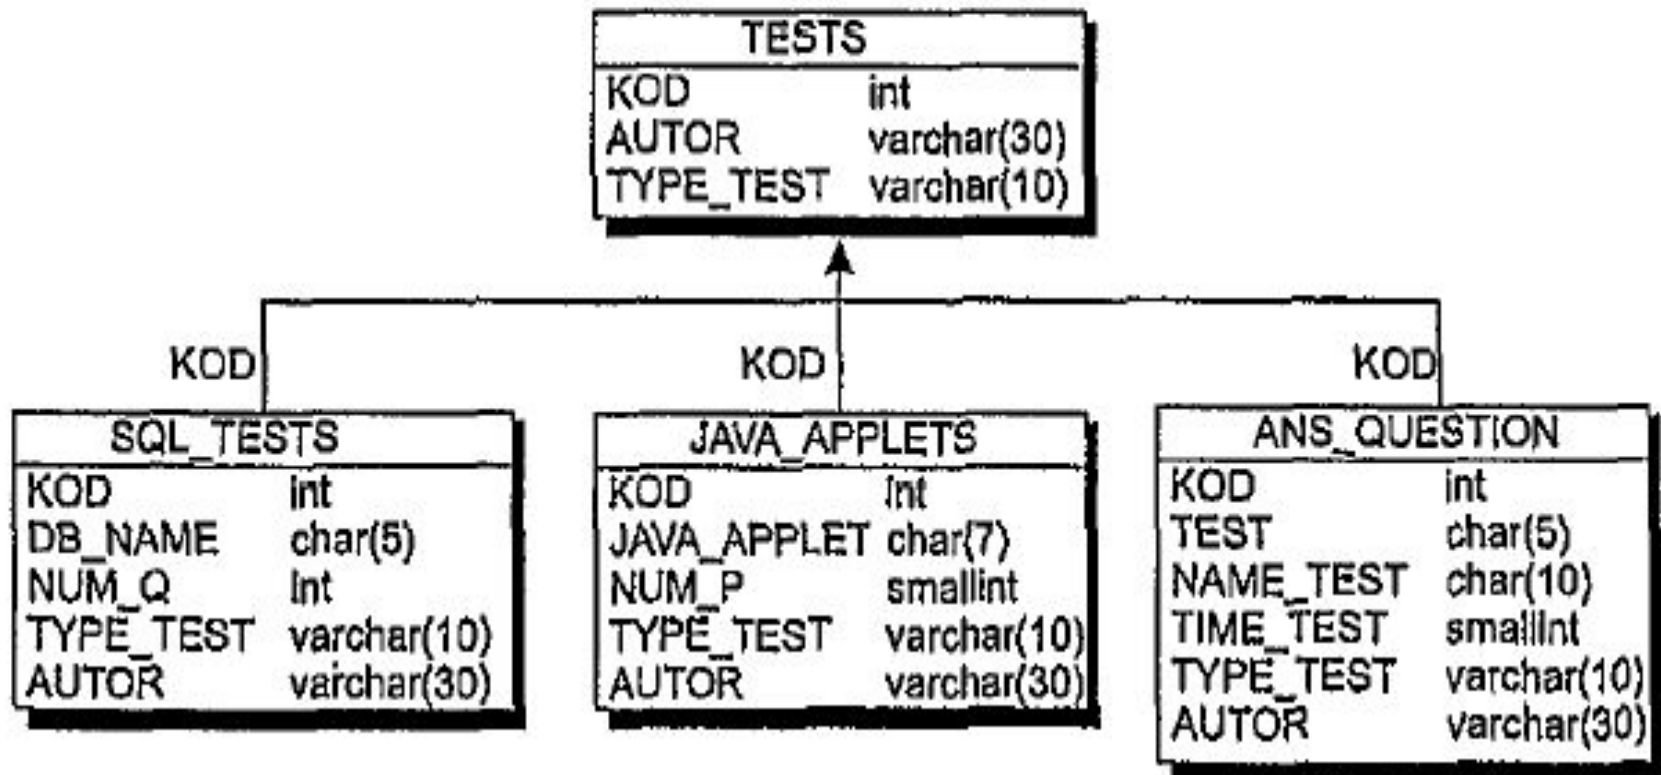 TESTS
KOD int
AUTOR varchar(30)
TYPE_TEST varchar(10)
KOD KOD KOD
SQL_TESTS
KOD int
DB_NAME char(5)
NUM_Q int
TYPE_TEST varchar(10)
AUTOR varchar(30)
JAVA_APPLETS
KOD int
JAVA_APPLET char(7)
NUM_P smallint
TYPE_TEST varchar(10)
AUTOR varchar(30)
ANS_QUESTION
KOD int
TEST char(5)
NAME_TEST char(10)
TIME_TEST smallint
TYPE_TEST varchar(10)
AUTOR varchar(30)